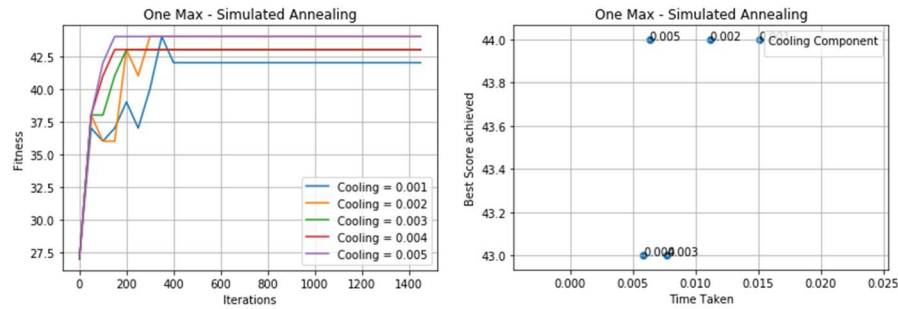 One Max - Simulated Annealing
42.5
40.0
37.5
35.0
32.5
30.0
27.5
Fitness
0
200
400
600
800
1000
1200
1400
Iterations
Cooling = 0.001
Cooling = 0.002
Cooling = 0.003
Cooling = 0.004
Cooling = 0.005
One Max - Simulated Annealing
44.0
43.8
43.6
43.4
43.2
43.0
Best Score achieved
0.005
0.002
Cooling Component
0.003
0.000
0.005
0.010
0.015
0.020
0.025
Time Taken